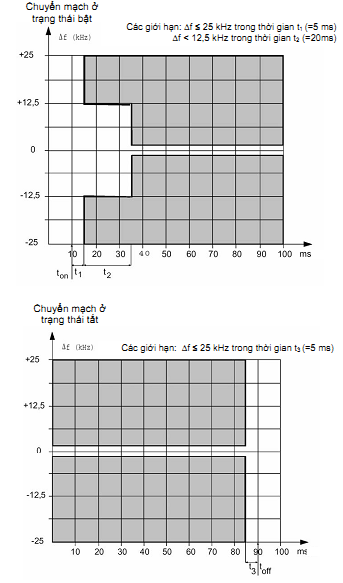 Chuyển mạch ở
trạng thái bật
Các giới hạn: Δf ≤ 25 kHz trong thời gian t₁ (=5 ms)
Δf < 12,5 kHz trong thời gian t₂ (=20ms)
Δf (kHz)
+25
+12,5
0
-12,5
-25
10 20 30 40 50 60 70 80 90 100 ms
ton t1 t2
Chuyển mạch ở
trạng thái tắt
Δf (kHz)
Các giới hạn: Δf ≤ 25 kHz trong thời gian t₃ (=5 ms)
+25
+12,5
0
-12,5
-25
10 20 30 40 50 60 70 80 90 100 ms
t3 toff